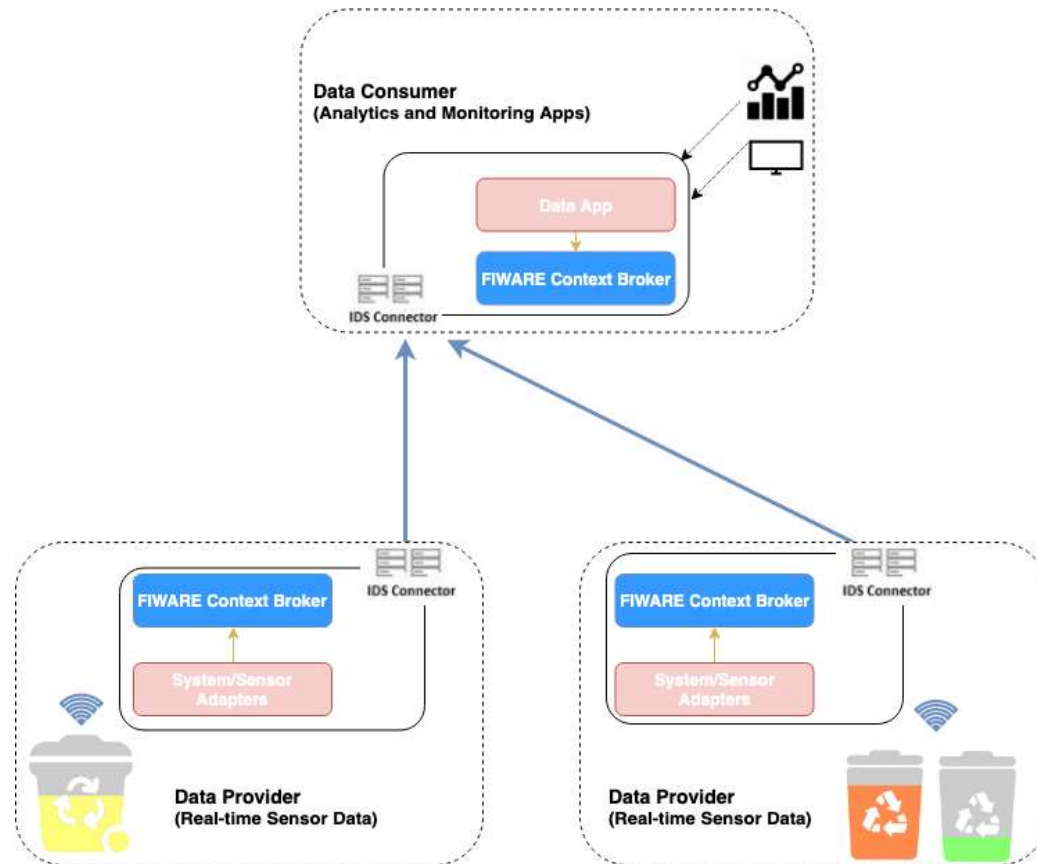 Data Consumer
(Analytics and Monitoring Apps)
Data App
FIWARE Context Broker
IDS Connector
IDS Connector
FIWARE Context Broker
System/Sensor
Adapters
Data Provider
(Real-time Sensor Data)
IDS Connector
FIWARE Context Broker
System/Sensor
Adapters
Data Provider
(Real-time Sensor Data)